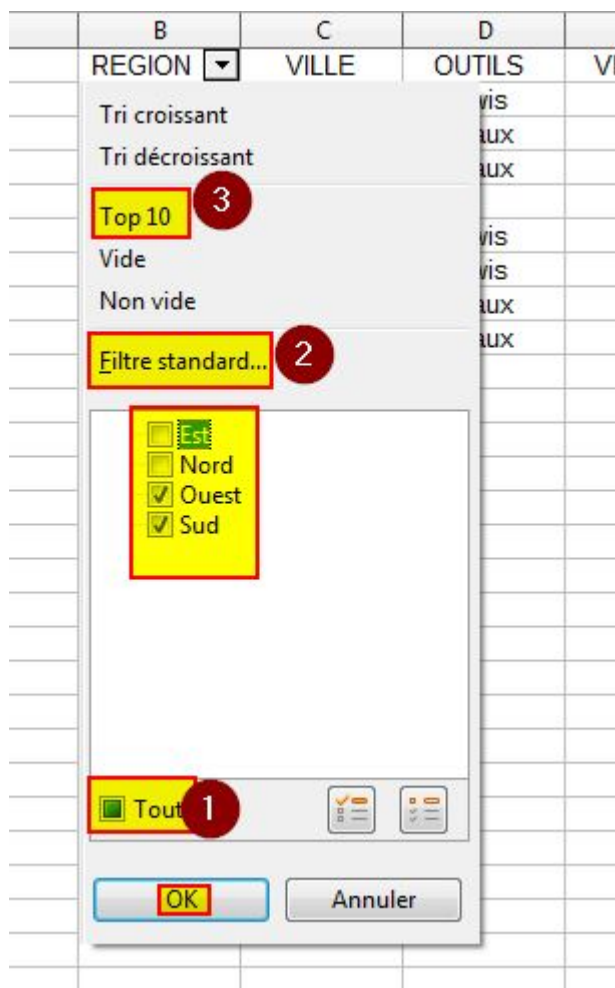 B C D
REGION VILLE OUTILS
Tri croissant
Tri décroissant
Top 10 3
Vide
Non vide
Filtre standard... 2
Est
Nord
Ouest
Sud
Tout 1
OK Annuler